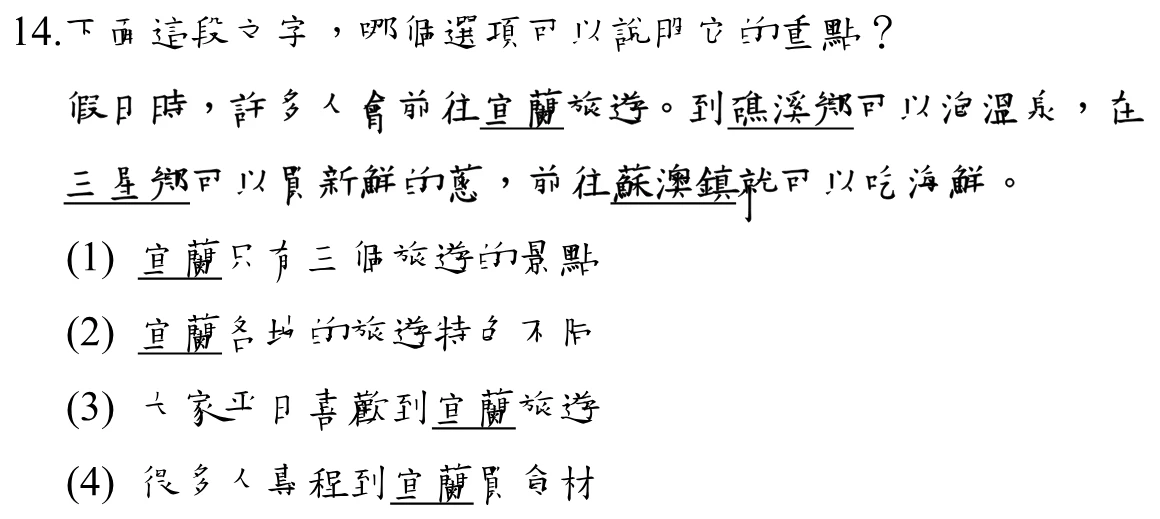 14.下面這段文字，哪個選項可以說明它的重點？
假日時，許多人會前往宜蘭旅遊。到礁溪鄉可以泡溫泉，在
三星鄉可以買新鮮的蔥，前往蘇澳鎮就可以吃海鮮。
(1) 宜蘭只有三個旅遊的景點
(2) 宜蘭各地的旅遊特色不同
(3) 大家平日喜歡到宜蘭旅遊
(4) 很多人專程到宜蘭買食材